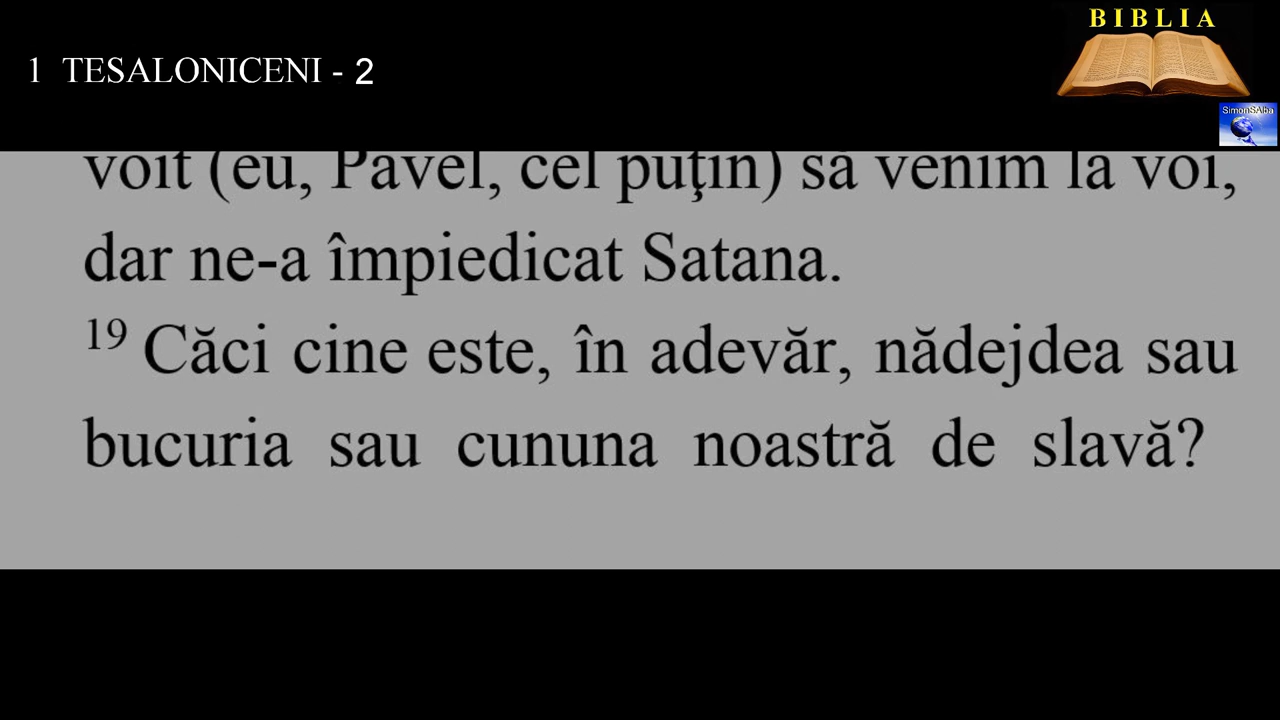 BIBLIA
1 TESALONICENI - 2
SimonSAlba
voit (eu, Pavel, cel puţin) să venim la voi,
dar ne-a împiedicat Satana.
19 Căci cine este, în adevăr, nădejdea sau
bucuria sau cununa noastră de slavă?